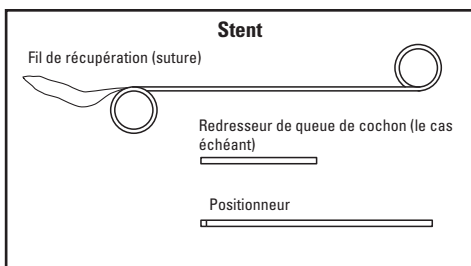 Stent
Fil de récupération (suture)
Redresseur de queue de cochon (le cas
échéant)
Positionneur